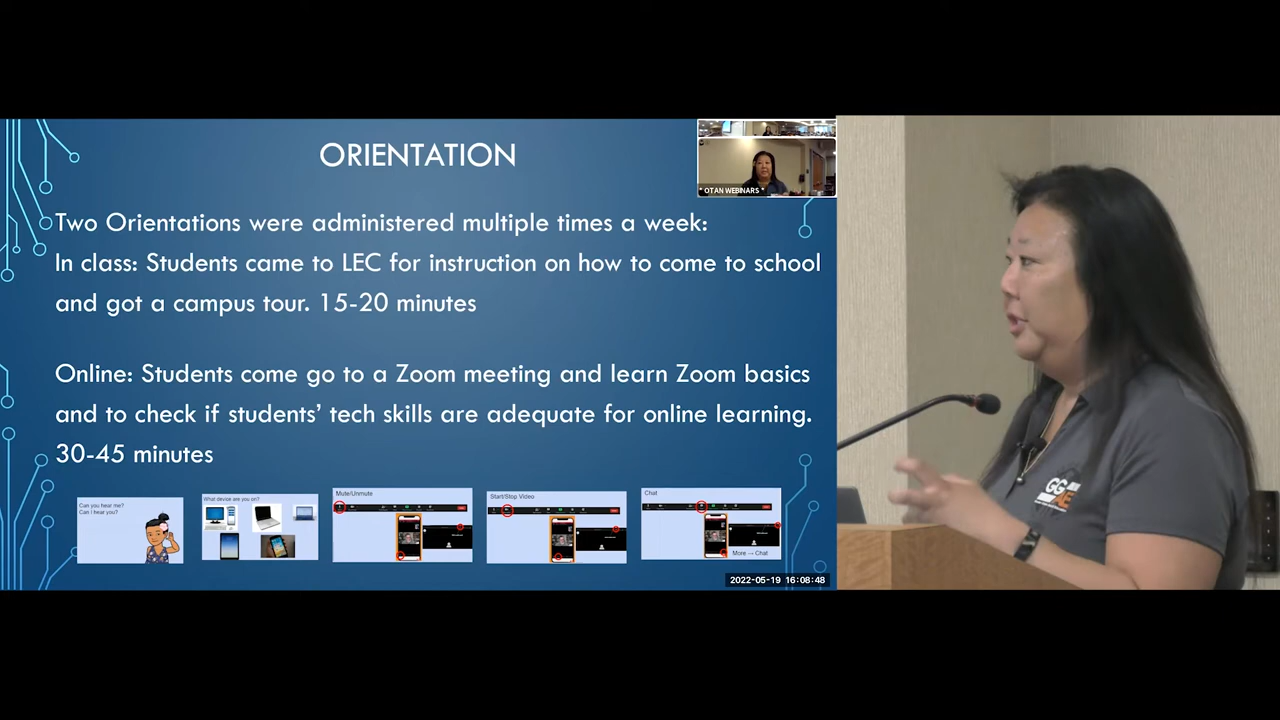 ORIENTATION
* OTAN WEBINARS *
Two Orientations were administered multiple times a week:
In class: Students came to LEC for instruction on how to come to school
and got a campus tour. 15-20 minutes
Online: Students come go to a Zoom meeting and learn Zoom basics
and to check if students’ tech skills are adequate for online learning.
30-45 minutes
Can you hear me?
Can I hear you?
What device are you on?
Mute/Unmute
Start/Stop Video
Chat
More → Chat
2022-05-19 16:08:48
GG
AE